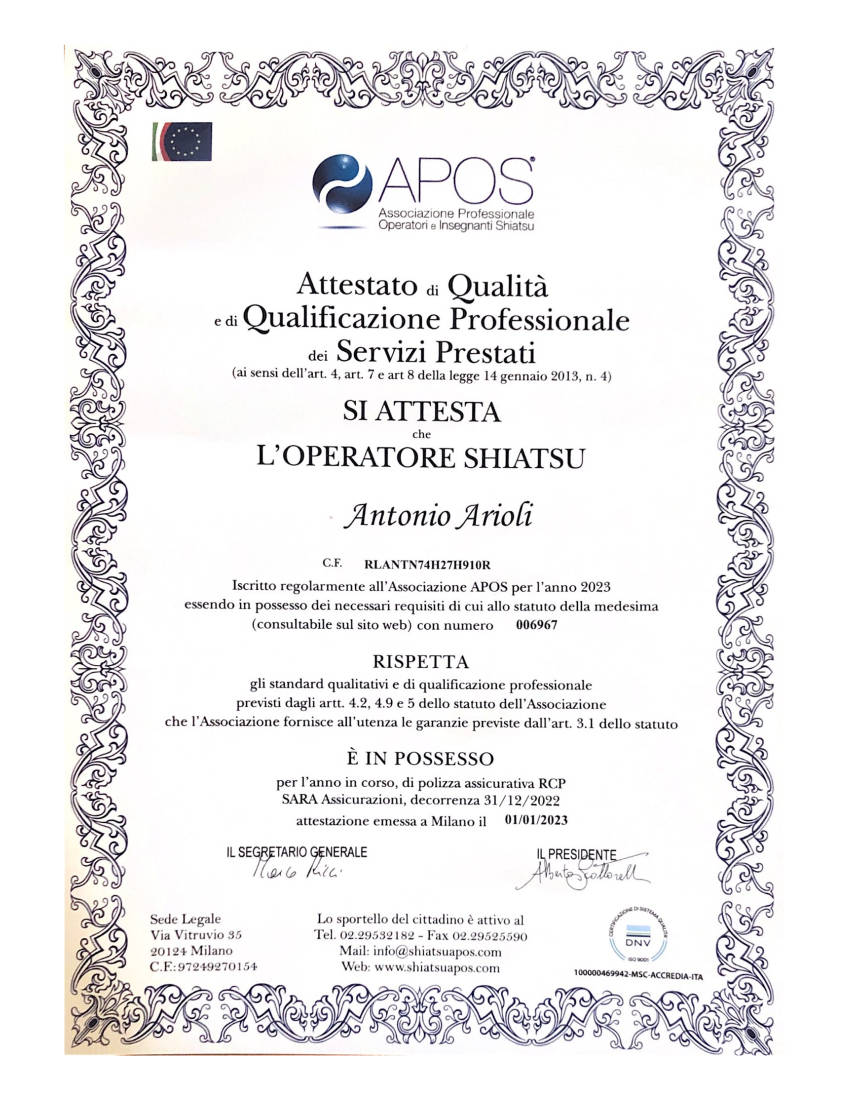 APOS®
Associazione Professionale
Operatori e Insegnanti Shiatsu
Attestato di Qualità
e di Qualificazione Professionale
dei Servizi Prestati
(ai sensi dell'art. 4, art. 7 e art 8 della legge 14 gennaio 2013, n. 4)
SI ATTESTA
che
L'OPERATORE SHIATSU
Antonio Arioli
C.F. RLANTN74H27H910R
Iscritto regolarmente all'Associazione APOS per l'anno 2023
essendo in possesso dei necessari requisiti di cui allo statuto della medesima
(consultabile sul sito web) con numero 006967
RISPETTA
gli standard qualitativi e di qualificazione professionale
previsti dagli artt. 4.2, 4.9 e 5 dello statuto dell'Associazione
che l'Associazione fornisce all'utenza le garanzie previste dall'art. 3.1 dello statuto
È IN POSSESSO
per l'anno in corso, di polizza assicurativa RCP
SARA Assicurazioni, decorrenza 31/12/2022
attestazione emessa a Milano il 01/01/2023
IL SEGRETARIO GENERALE
IL PRESIDENTE
Sede Legale
Via Vitruvio 35
20124 Milano
C.F.:97249270154
Lo sportello del cittadino è attivo al
Tel. 02.29532182 - Fax 02.29525590
Mail: info@shiatsuapos.com
Web: www.shiatsuapos.com
CERTIFICAZIONE DI SISTEMA QUALITÀ
DNV
ISO 9001
100000469942-MSC-ACCREDIA-ITA